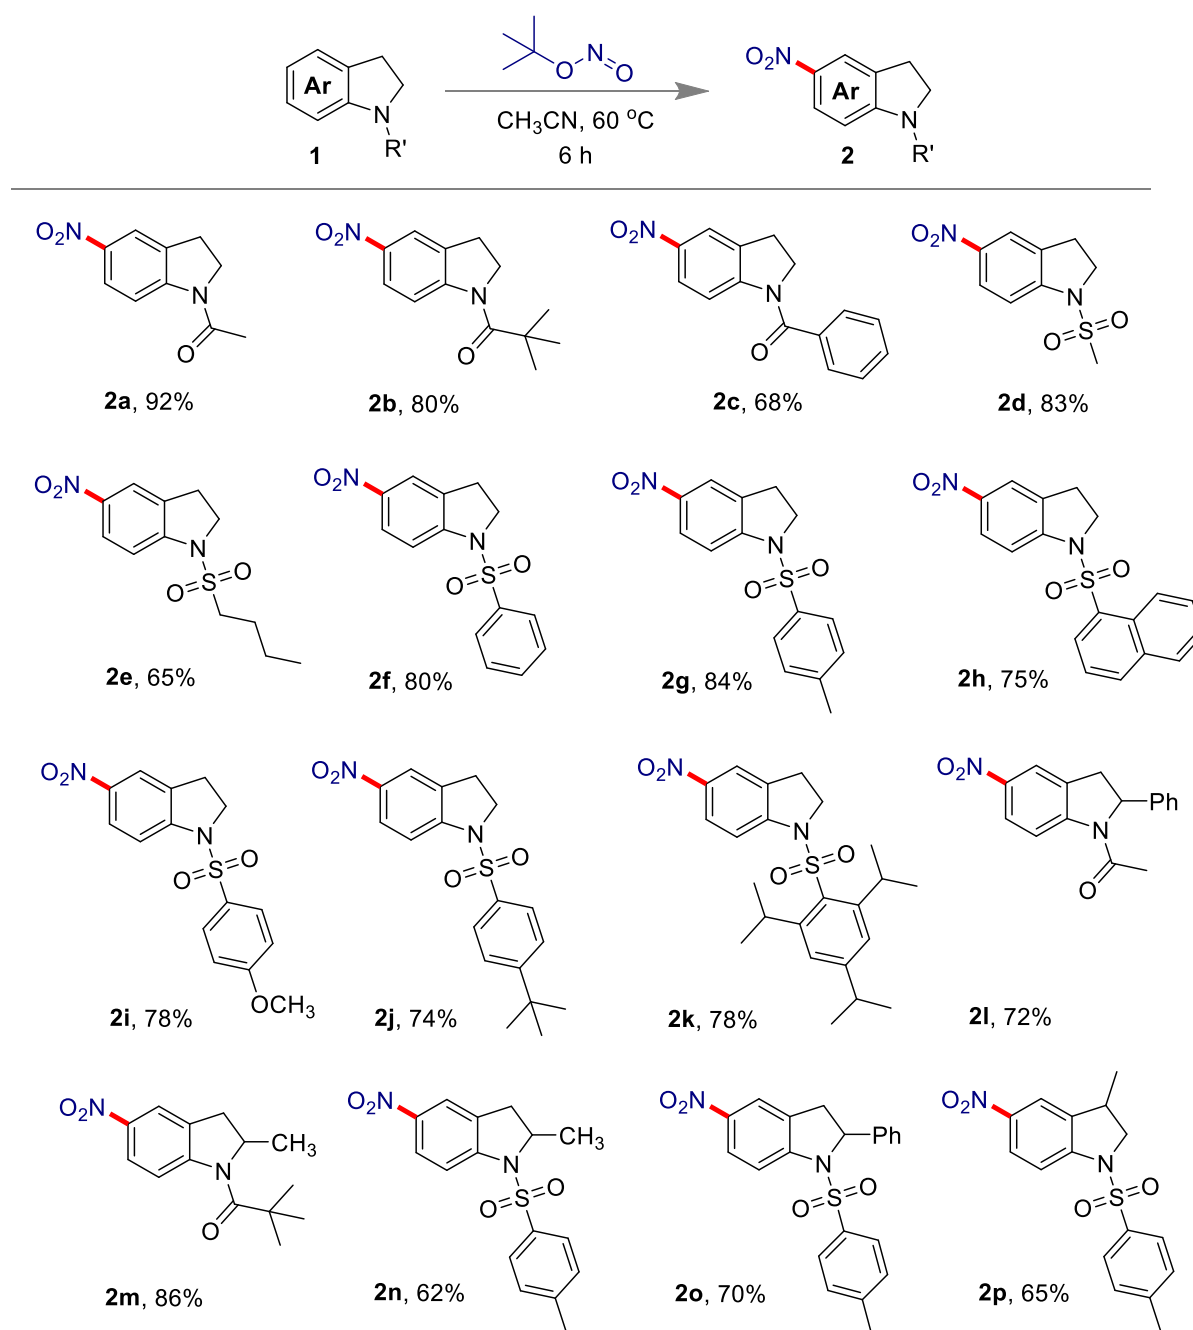 O N O
Ar N R' 1
CH₃CN, 60 °C
6 h
O₂N Ar N R' 2
O₂N N O
O₂N N O
O₂N N O
O₂N N O S O
2a, 92%
2b, 80%
2c, 68%
2d, 83%
O₂N N O S O
O₂N N O S O
O₂N N O S O
O₂N N O S O
2e, 65%
2f, 80%
2g, 84%
2h, 75%
O₂N N O S O OCH₃
O₂N N O S O
O₂N N O S O
O₂N Ph N O
2i, 78%
2j, 74%
2k, 78%
2l, 72%
O₂N CH₃ N O
O₂N CH₃ N O S O
O₂N Ph N O S O
O₂N N O S O
2m, 86%
2n, 62%
2o, 70%
2p, 65%